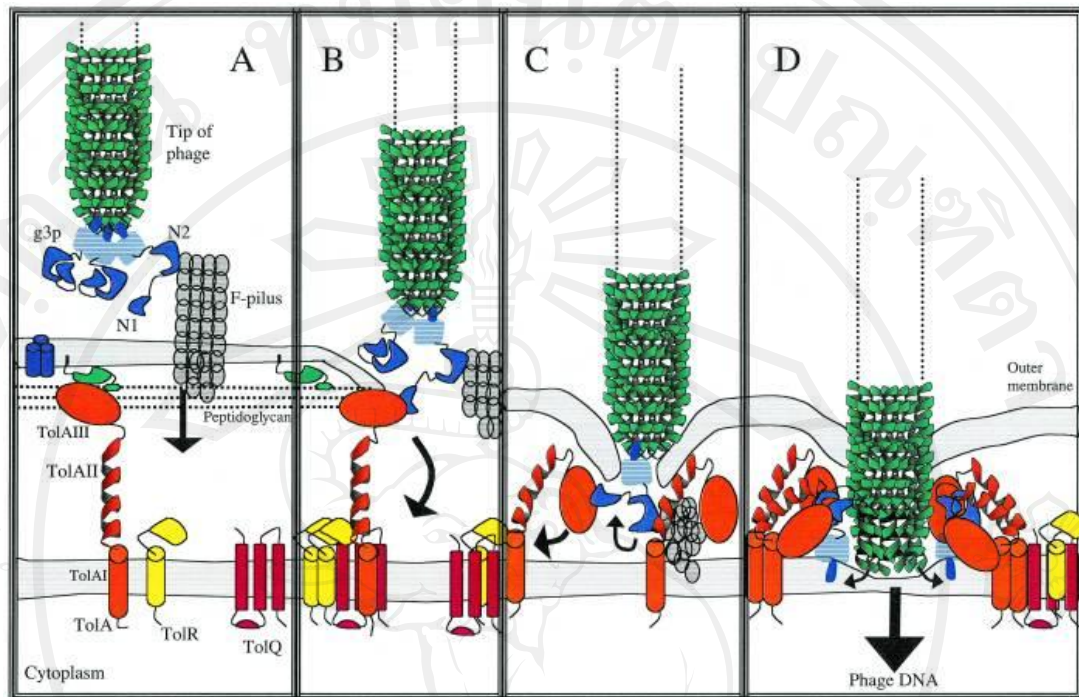 A
Tip of
phage
g3p
N2
F-pilus
N1
Peptidoglycan
TolAIII
TolAII
TolAI
TolA
TolR
TolQ
Cytoplasm
B
C
D
Outer
membrane
Phage DNA